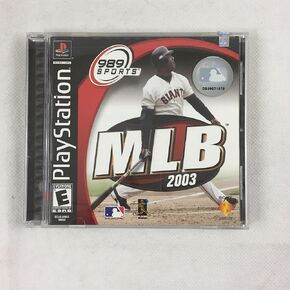 PlayStation
989
SPORTS
GIANTS
MLB
2003
EVERYONE
E